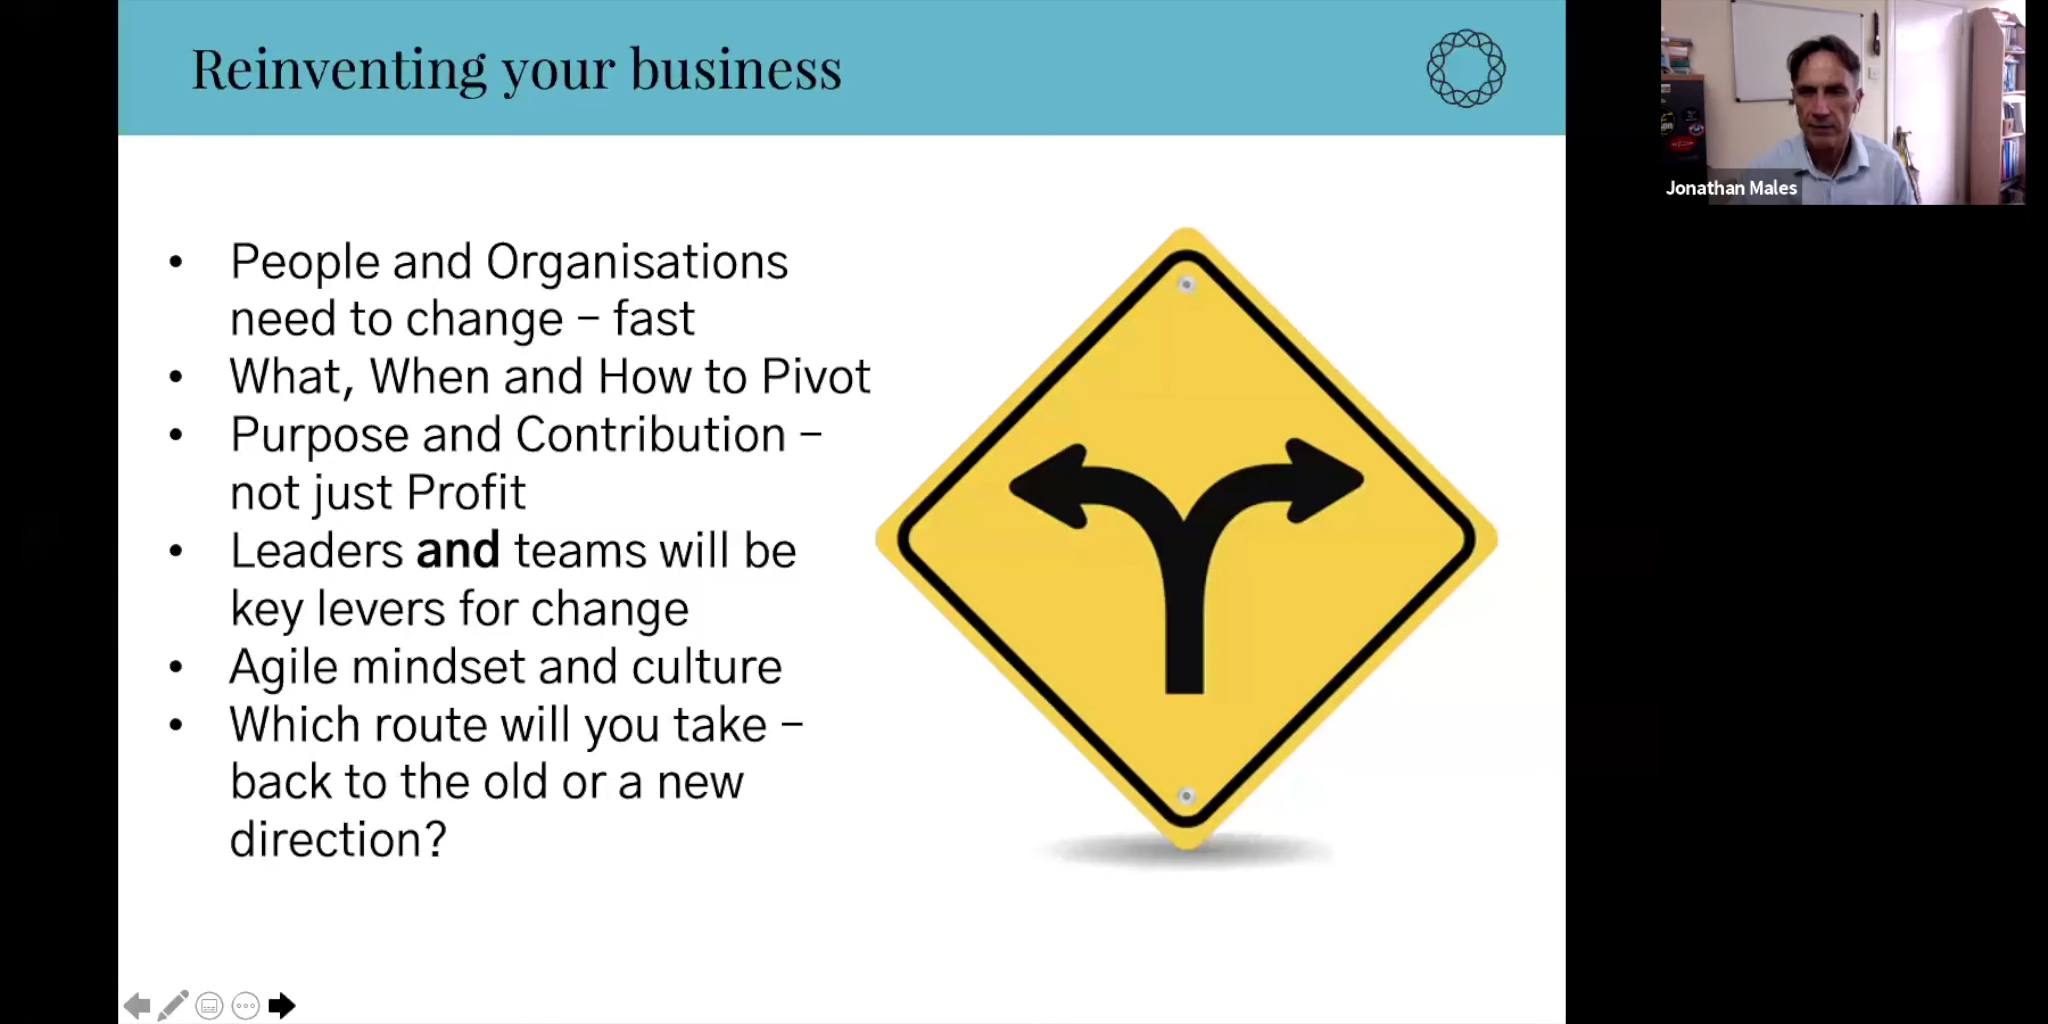 Reinventing your business
Jonathan Males
• People and Organisations
need to change – fast
• What, When and How to Pivot
• Purpose and Contribution –
not just Profit
• Leaders and teams will be
key levers for change
• Agile mindset and culture
• Which route will you take –
back to the old or a new
direction?